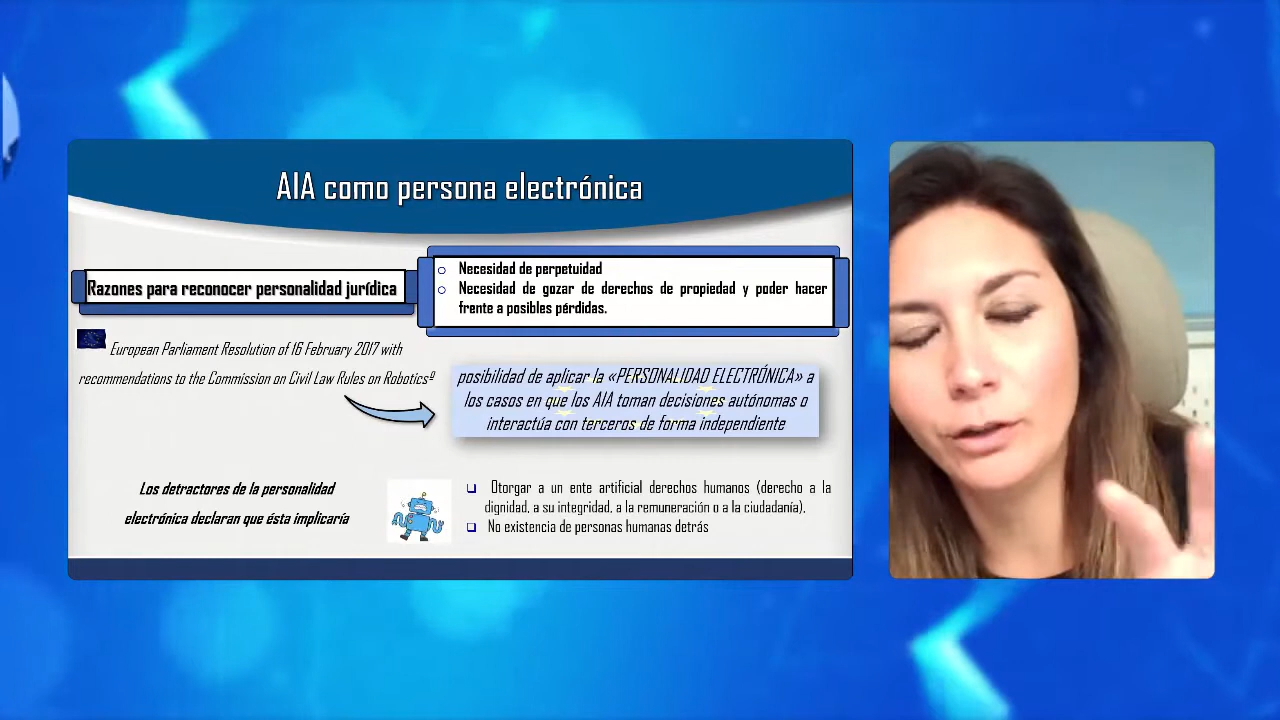 AIA como persona electrónica
Razones para reconocer personalidad jurídica
Necesidad de perpetuidad
Necesidad de gozar de derechos de propiedad y poder hacer
frente a posibles pérdidas.
European Parliament Resolution of 16 February 2017 with
recommendations to the Commission on Civil Law Rules on Roboticsº
posibilidad de aplicar la «PERSONALIDAD ELECTRÓNICA» a
los casos en que los AIA toman decisiones autónomas o
interactúa con terceros de forma independiente
Los detractores de la personalidad
electrónica declaran que ésta implicaría
Otorgar a un ente artificial derechos humanos (derecho a la
dignidad, a su integridad, a la remuneración o a la ciudadanía).
No existencia de personas humanas detrás